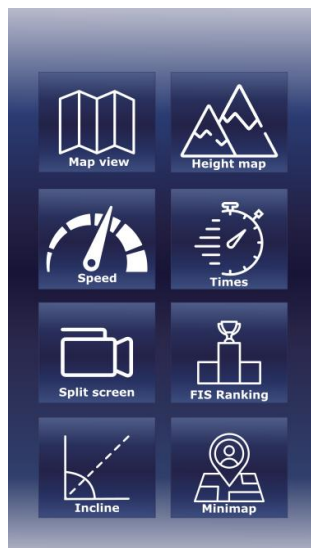 Map view
Height map
Speed
Times
Split screen
FIS Ranking
Incline
Minimap